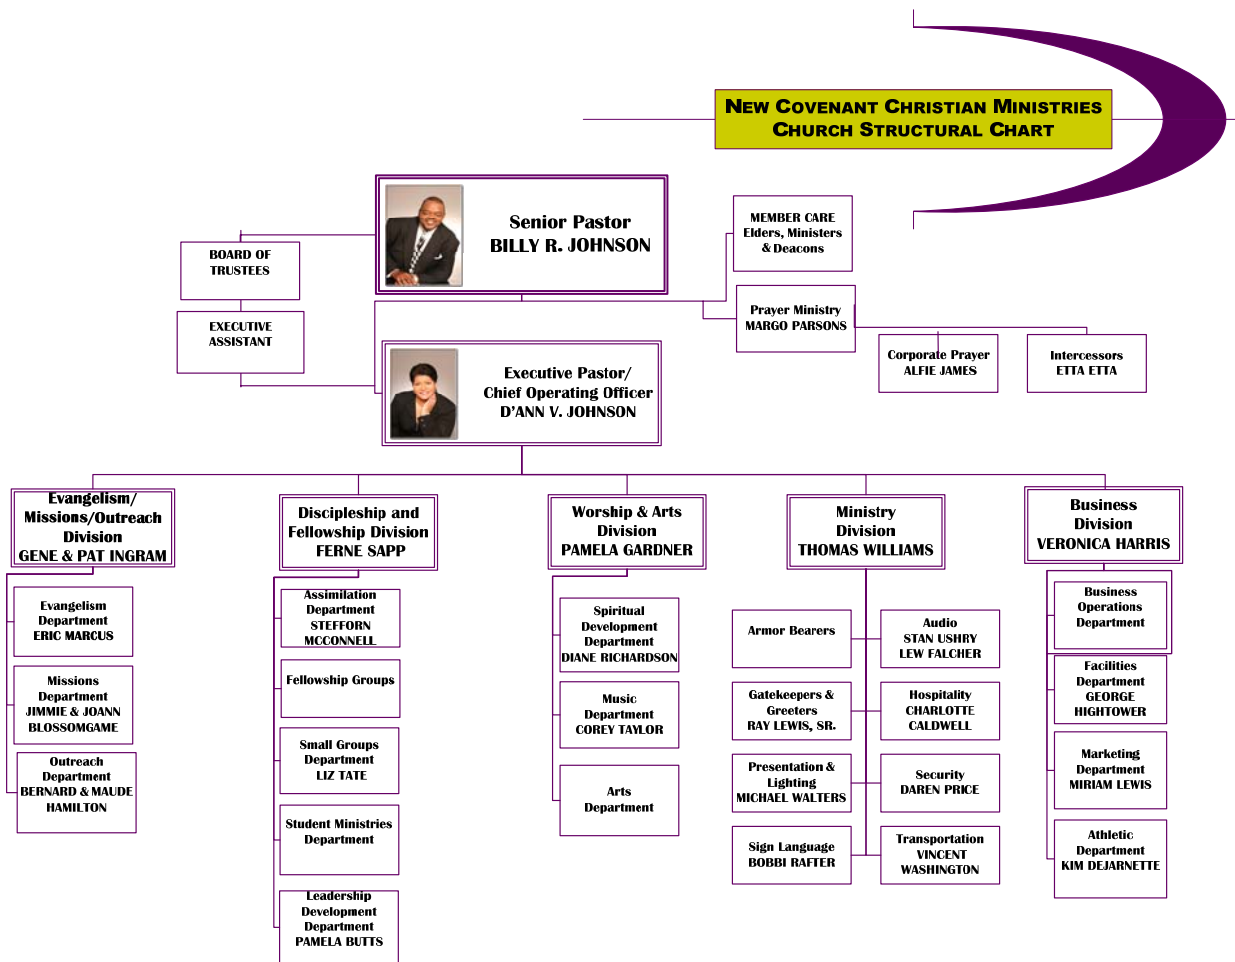 NEW COVENANT CHRISTIAN MINISTRIES
CHURCH STRUCTURAL CHART
Senior Pastor
BILLY R. JOHNSON
MEMBER CARE
Elders, Ministers
& Deacons
BOARD OF
TRUSTEES
EXECUTIVE
ASSISTANT
Prayer Ministry
MARGO PARSONS
Corporate Prayer
ALFIE JAMES
Intercessors
ETTA ETTA
Executive Pastor/
Chief Operating Officer
D'ANN V. JOHNSON
Evangelism/
Missions/Outreach
Division
GENE & PAT INGRAM
Evangelism
Department
ERIC MARCUS
Missions
Department
JIMMIE & JOANN
BLOSSOMGAME
Outreach
Department
BERNARD & MAUDE
HAMILTON
Discipleship and
Fellowship Division
FERNE SAPP
Assimilation
Department
STEFFORN
MCCONNELL
Fellowship Groups
Small Groups
Department
LIZ TATE
Student Ministries
Department
Leadership
Development
Department
PAMELA BUTTS
Worship & Arts
Division
PAMELA GARDNER
Spiritual
Development
Department
DIANE RICHARDSON
Music
Department
COREY TAYLOR
Arts
Department
Ministry
Division
THOMAS WILLIAMS
Armor Bearers
Audio
STAN USHRY
LEW FALCHER
Gatekeepers &
Greeters
RAY LEWIS, SR.
Hospitality
CHARLOTTE
CALDWELL
Presentation &
Lighting
MICHAEL WALTERS
Security
DAREN PRICE
Sign Language
BOBBI RAFTER
Transportation
VINCENT
WASHINGTON
Business
Division
VERONICA HARRIS
Business
Operations
Department
Facilities
Department
GEORGE
HIGHTOWER
Marketing
Department
MIRIAM LEWIS
Athletic
Department
KIM DEJARNETTE